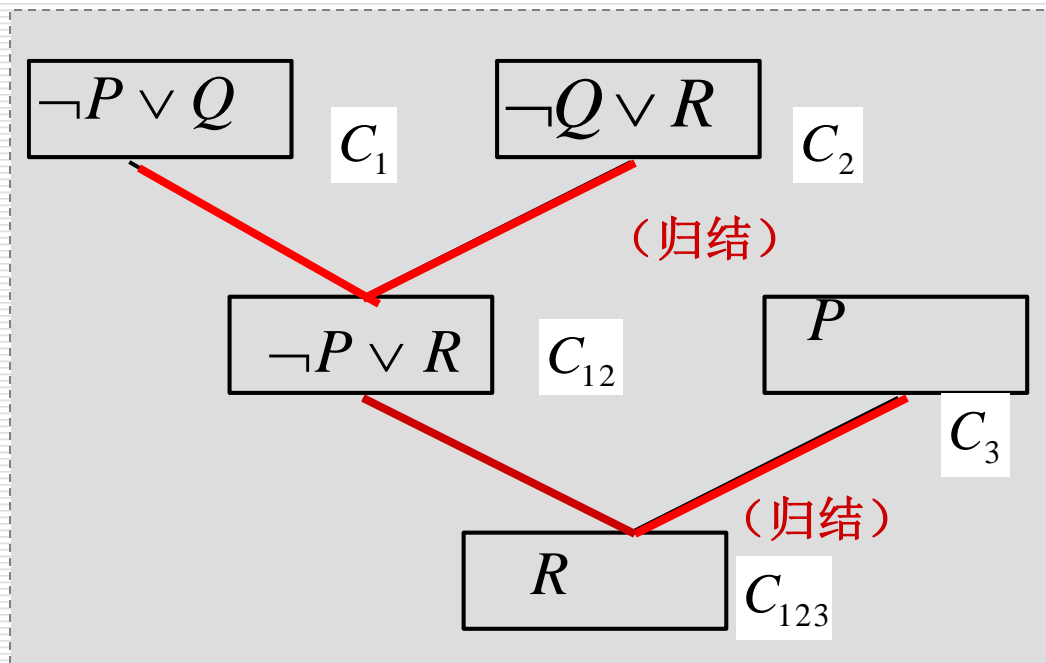 ¬P ∨ Q
C₁
¬Q ∨ R
C₂
（归结）
¬P ∨ R
C₁₂
P
C₃
（归结）
R
C₁₂₃